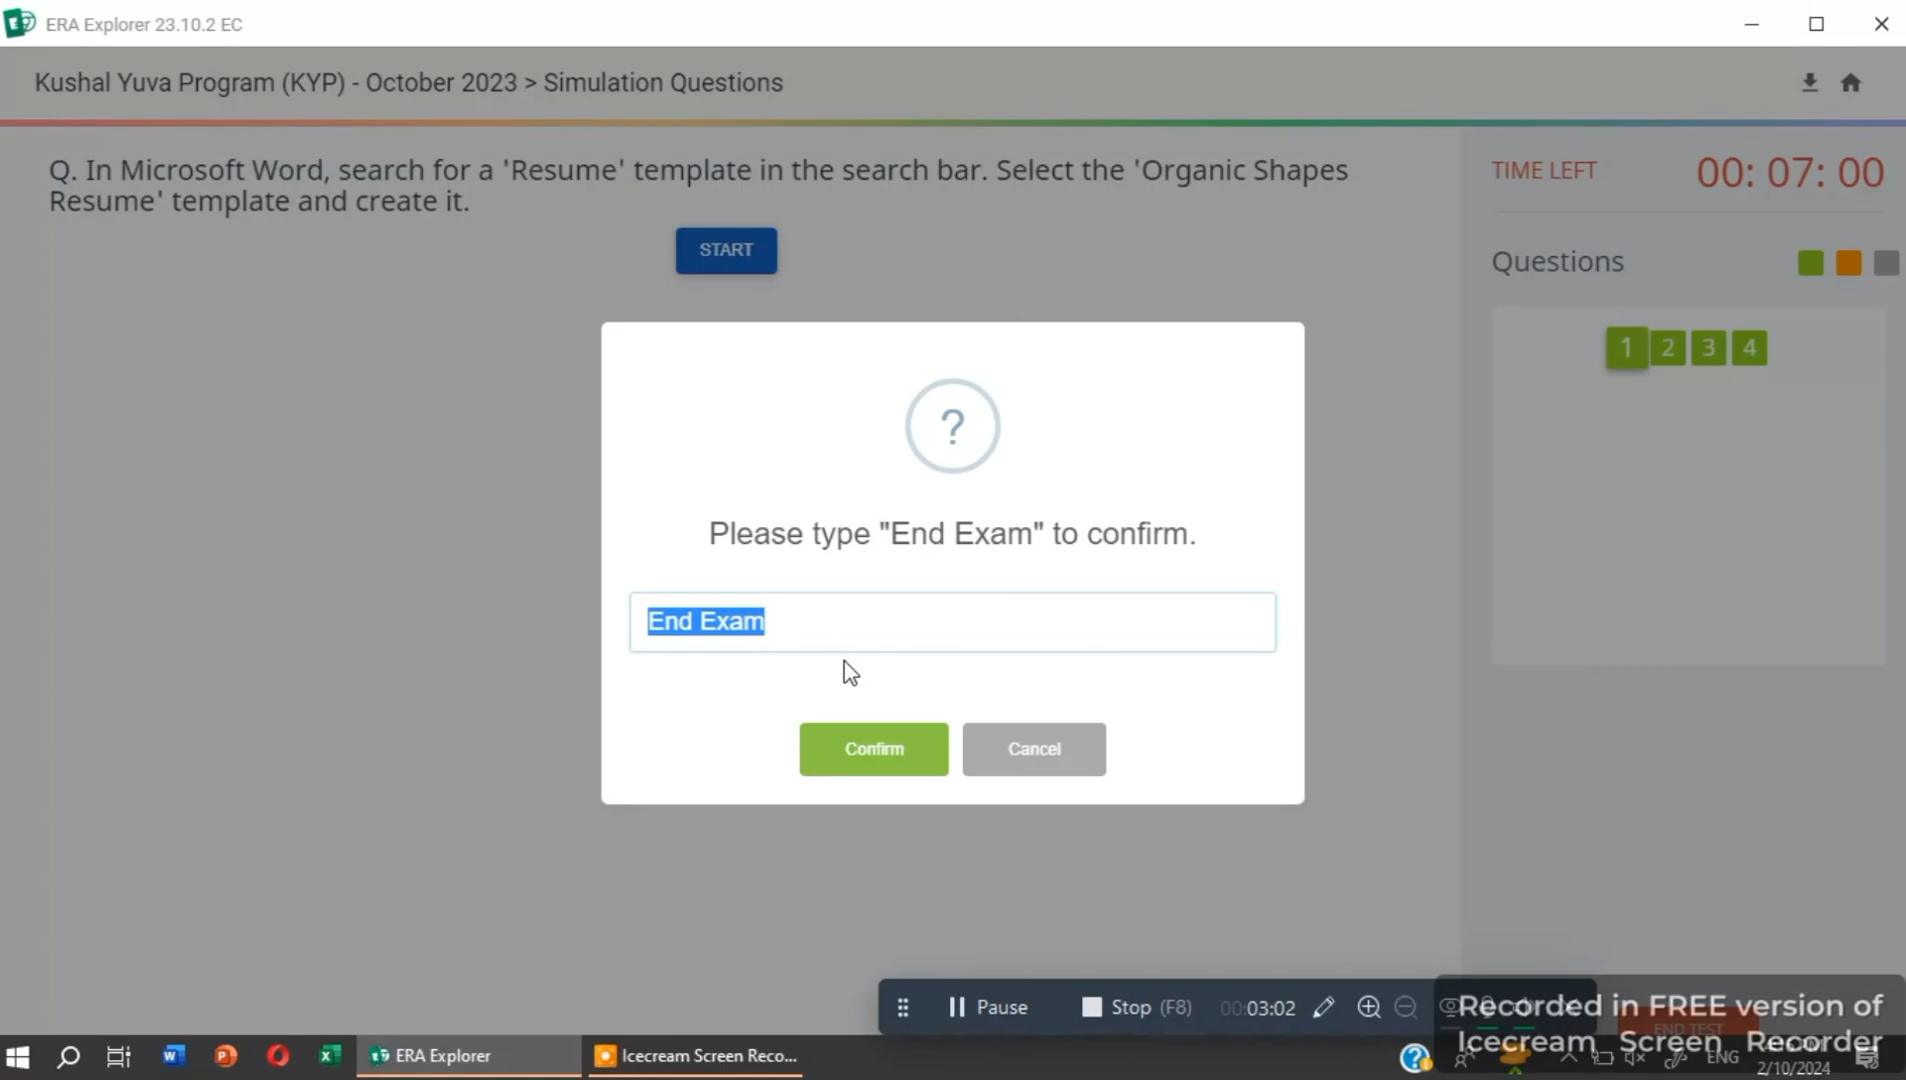 ERA Explorer 23.10.2 EC
Kushal Yuva Program (KYP) - October 2023 > Simulation Questions
Q. In Microsoft Word, search for a 'Resume' template in the search bar. Select the 'Organic Shapes
Resume' template and create it.
START
TIME LEFT 00: 07: 00
Questions
1 2 3 4
?
Please type "End Exam" to confirm.
End Exam
Confirm Cancel
Pause Stop (F8) 00:03:02
Recorded in FREE version of
Icecream Screen Recorder
END TEST
ERA Explorer
Icecream Screen Reco...
ENG
2/10/2024